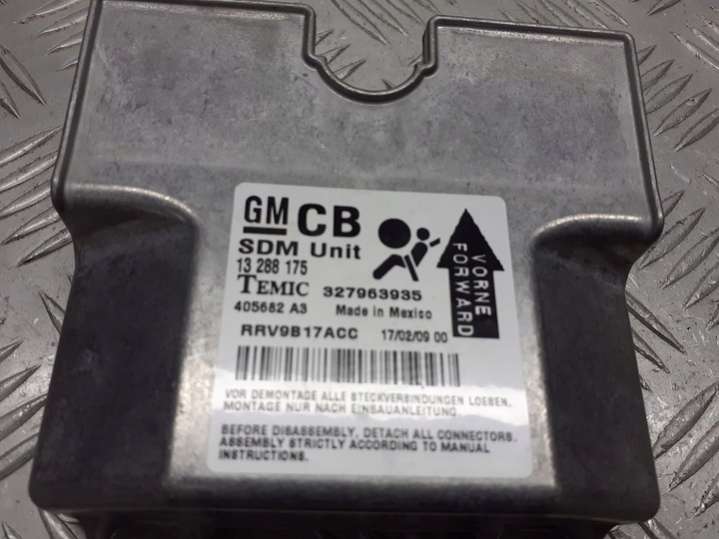 GM CB
SDM Unit
13 288 175
TEMIC 327963935
405682 A3 Made in Mexico
RRV9B17ACC 17/02/09 00
VORNE
FORWARD
VOR DEMONTAGE ALLE STECKVERBINDUNGEN LOESEN.
MONTAGE NUR NACH EINBAUANLEITUNG.
BEFORE DISASSEMBLY, DETACH ALL CONNECTORS.
ASSEMBLY STRICTLY ACCORDING TO MANUAL
INSTRUCTIONS.